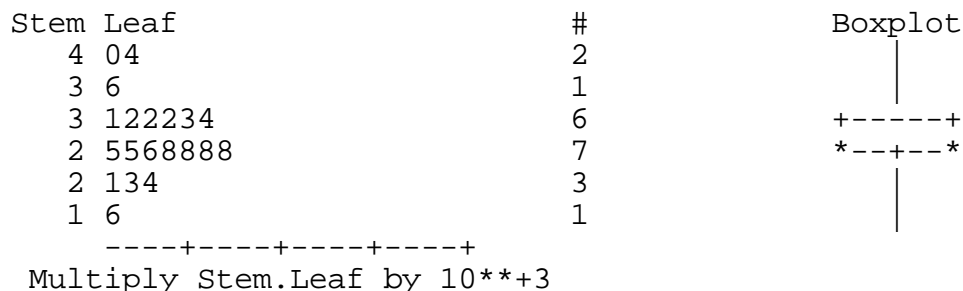 Stem Leaf                     #             Boxplot
   4 04                       2                |
   3 6                        1                |
   3 122234                   6             +-----+
   2 5568888                  7             *--+--*
   2 134                      3                |
   1 6                        1                |
     ----+----+----+----+
 Multiply Stem.Leaf by 10**+3